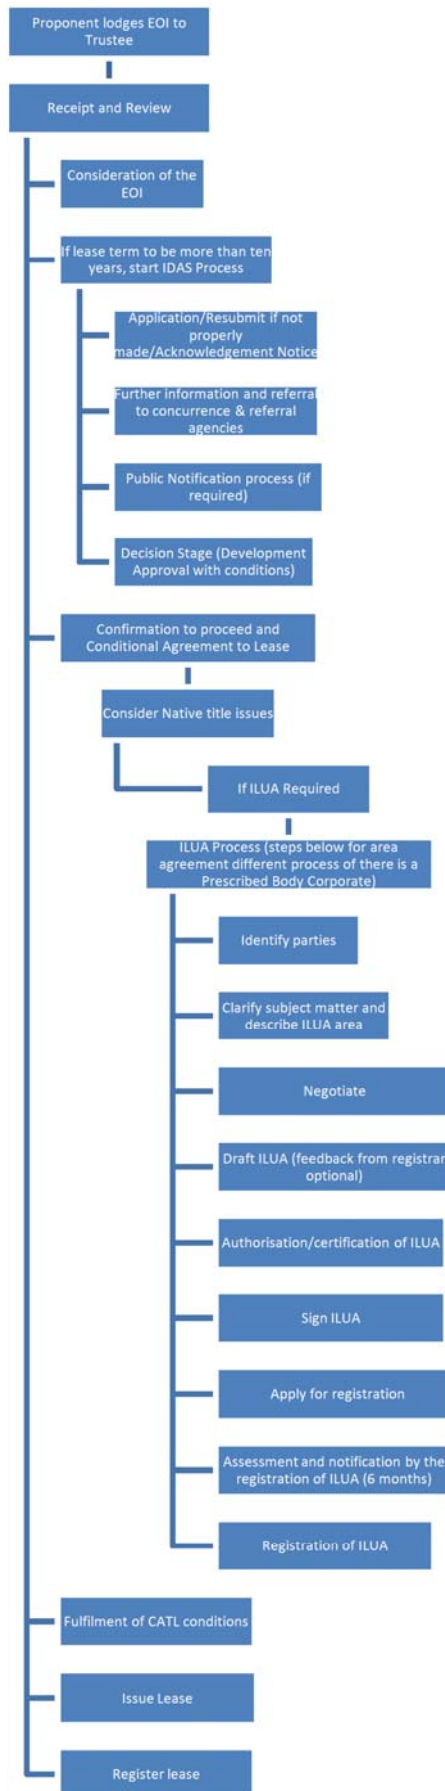 Proponent lodges EOI to
Trustee
Receipt and Review
Consideration of the
EOI
If lease term to be more than ten
years, start IDAS Process
Application/Resubmit if not
properly
made/Acknowledgement Notice
Further information and referral
to concurrence & referral
agencies
Public Notification process (if
required)
Decision Stage (Development
Approval with conditions)
Confirmation to proceed and
Conditional Agreement to Lease
Consider Native title issues
If ILUA Required
ILUA Process (steps below for area
agreement different process of there is a
Prescribed Body Corporate)
Identify parties
Clarify subject matter and
describe ILUA area
Negotiate
Draft ILUA (feedback from registrar
optional)
Authorisation/certification of ILUA
Sign ILUA
Apply for registration
Assessment and notification by the
registration of ILUA (6 months)
Registration of ILUA
Fulfilment of CATL conditions
Issue Lease
Register lease